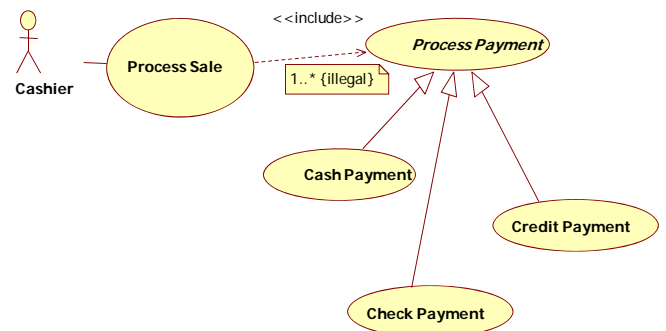 <<include>>
Process Payment
Process Sale
1..* {illegal}
Cashier
Cash Payment
Credit Payment
Check Payment